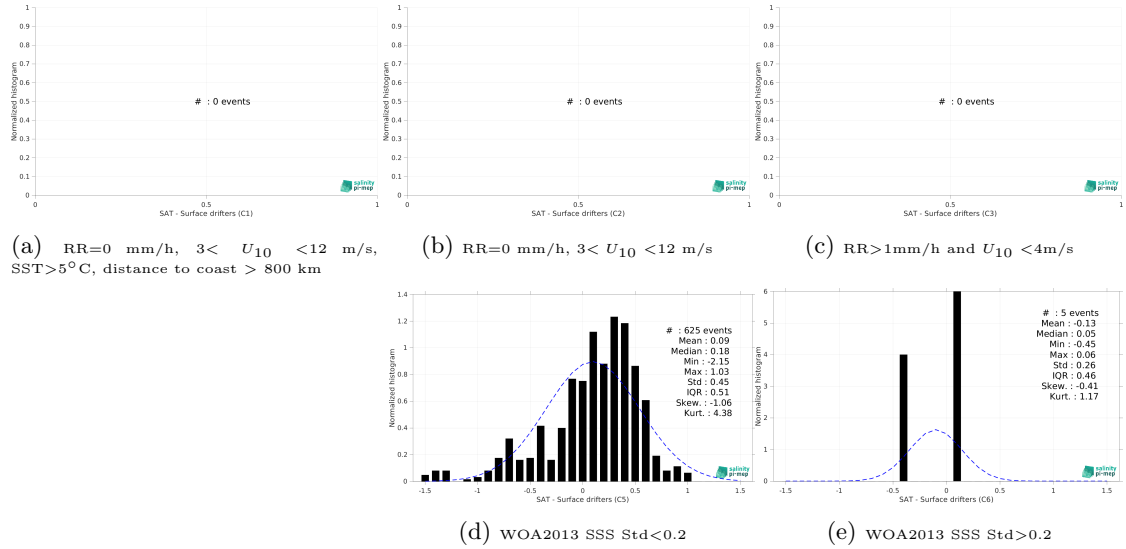 1
0.9
0.8
0.7
0.6
0.5
0.4
0.3
0.2
0.1
0
Normalized histogram
# : 0 events
salinity
pi-mep
0 0.5 1
SAT - Surface drifters (C1)
1
0.9
0.8
0.7
0.6
0.5
0.4
0.3
0.2
0.1
0
Normalized histogram
# : 0 events
salinity
pi-mep
0 0.5 1
SAT - Surface drifters (C2)
1
0.9
0.8
0.7
0.6
0.5
0.4
0.3
0.2
0.1
0
Normalized histogram
# : 0 events
salinity
pi-mep
0 0.5 1
SAT - Surface drifters (C3)
(a) RR=0 mm/h, 3< U10 <12 m/s,
SST>5°C, distance to coast > 800 km
(b) RR=0 mm/h, 3< U10 <12 m/s
(c) RR>1mm/h and U10 <4m/s
1.4
1.2
1
0.8
0.6
0.4
0.2
0
Normalized histogram
# : 625 events
Mean : 0.09
Median : 0.18
Min : -2.15
Max : 1.03
Std : 0.45
IQR : 0.51
Skew. : -1.06
Kurt. : 4.38
salinity
pi-mep
-1.5 -1 -0.5 0 0.5 1 1.5
SAT - Surface drifters (C5)
6
5
4
3
2
1
0
Normalized histogram
# : 5 events
Mean : -0.13
Median : 0.05
Min : -0.45
Max : 0.06
Std : 0.26
IQR : 0.46
Skew. : -0.41
Kurt. : 1.17
salinity
pi-mep
-1.5 -1 -0.5 0 0.5 1 1.5
SAT - Surface drifters (C6)
(d) WOA2013 SSS Std<0.2
(e) WOA2013 SSS Std>0.2